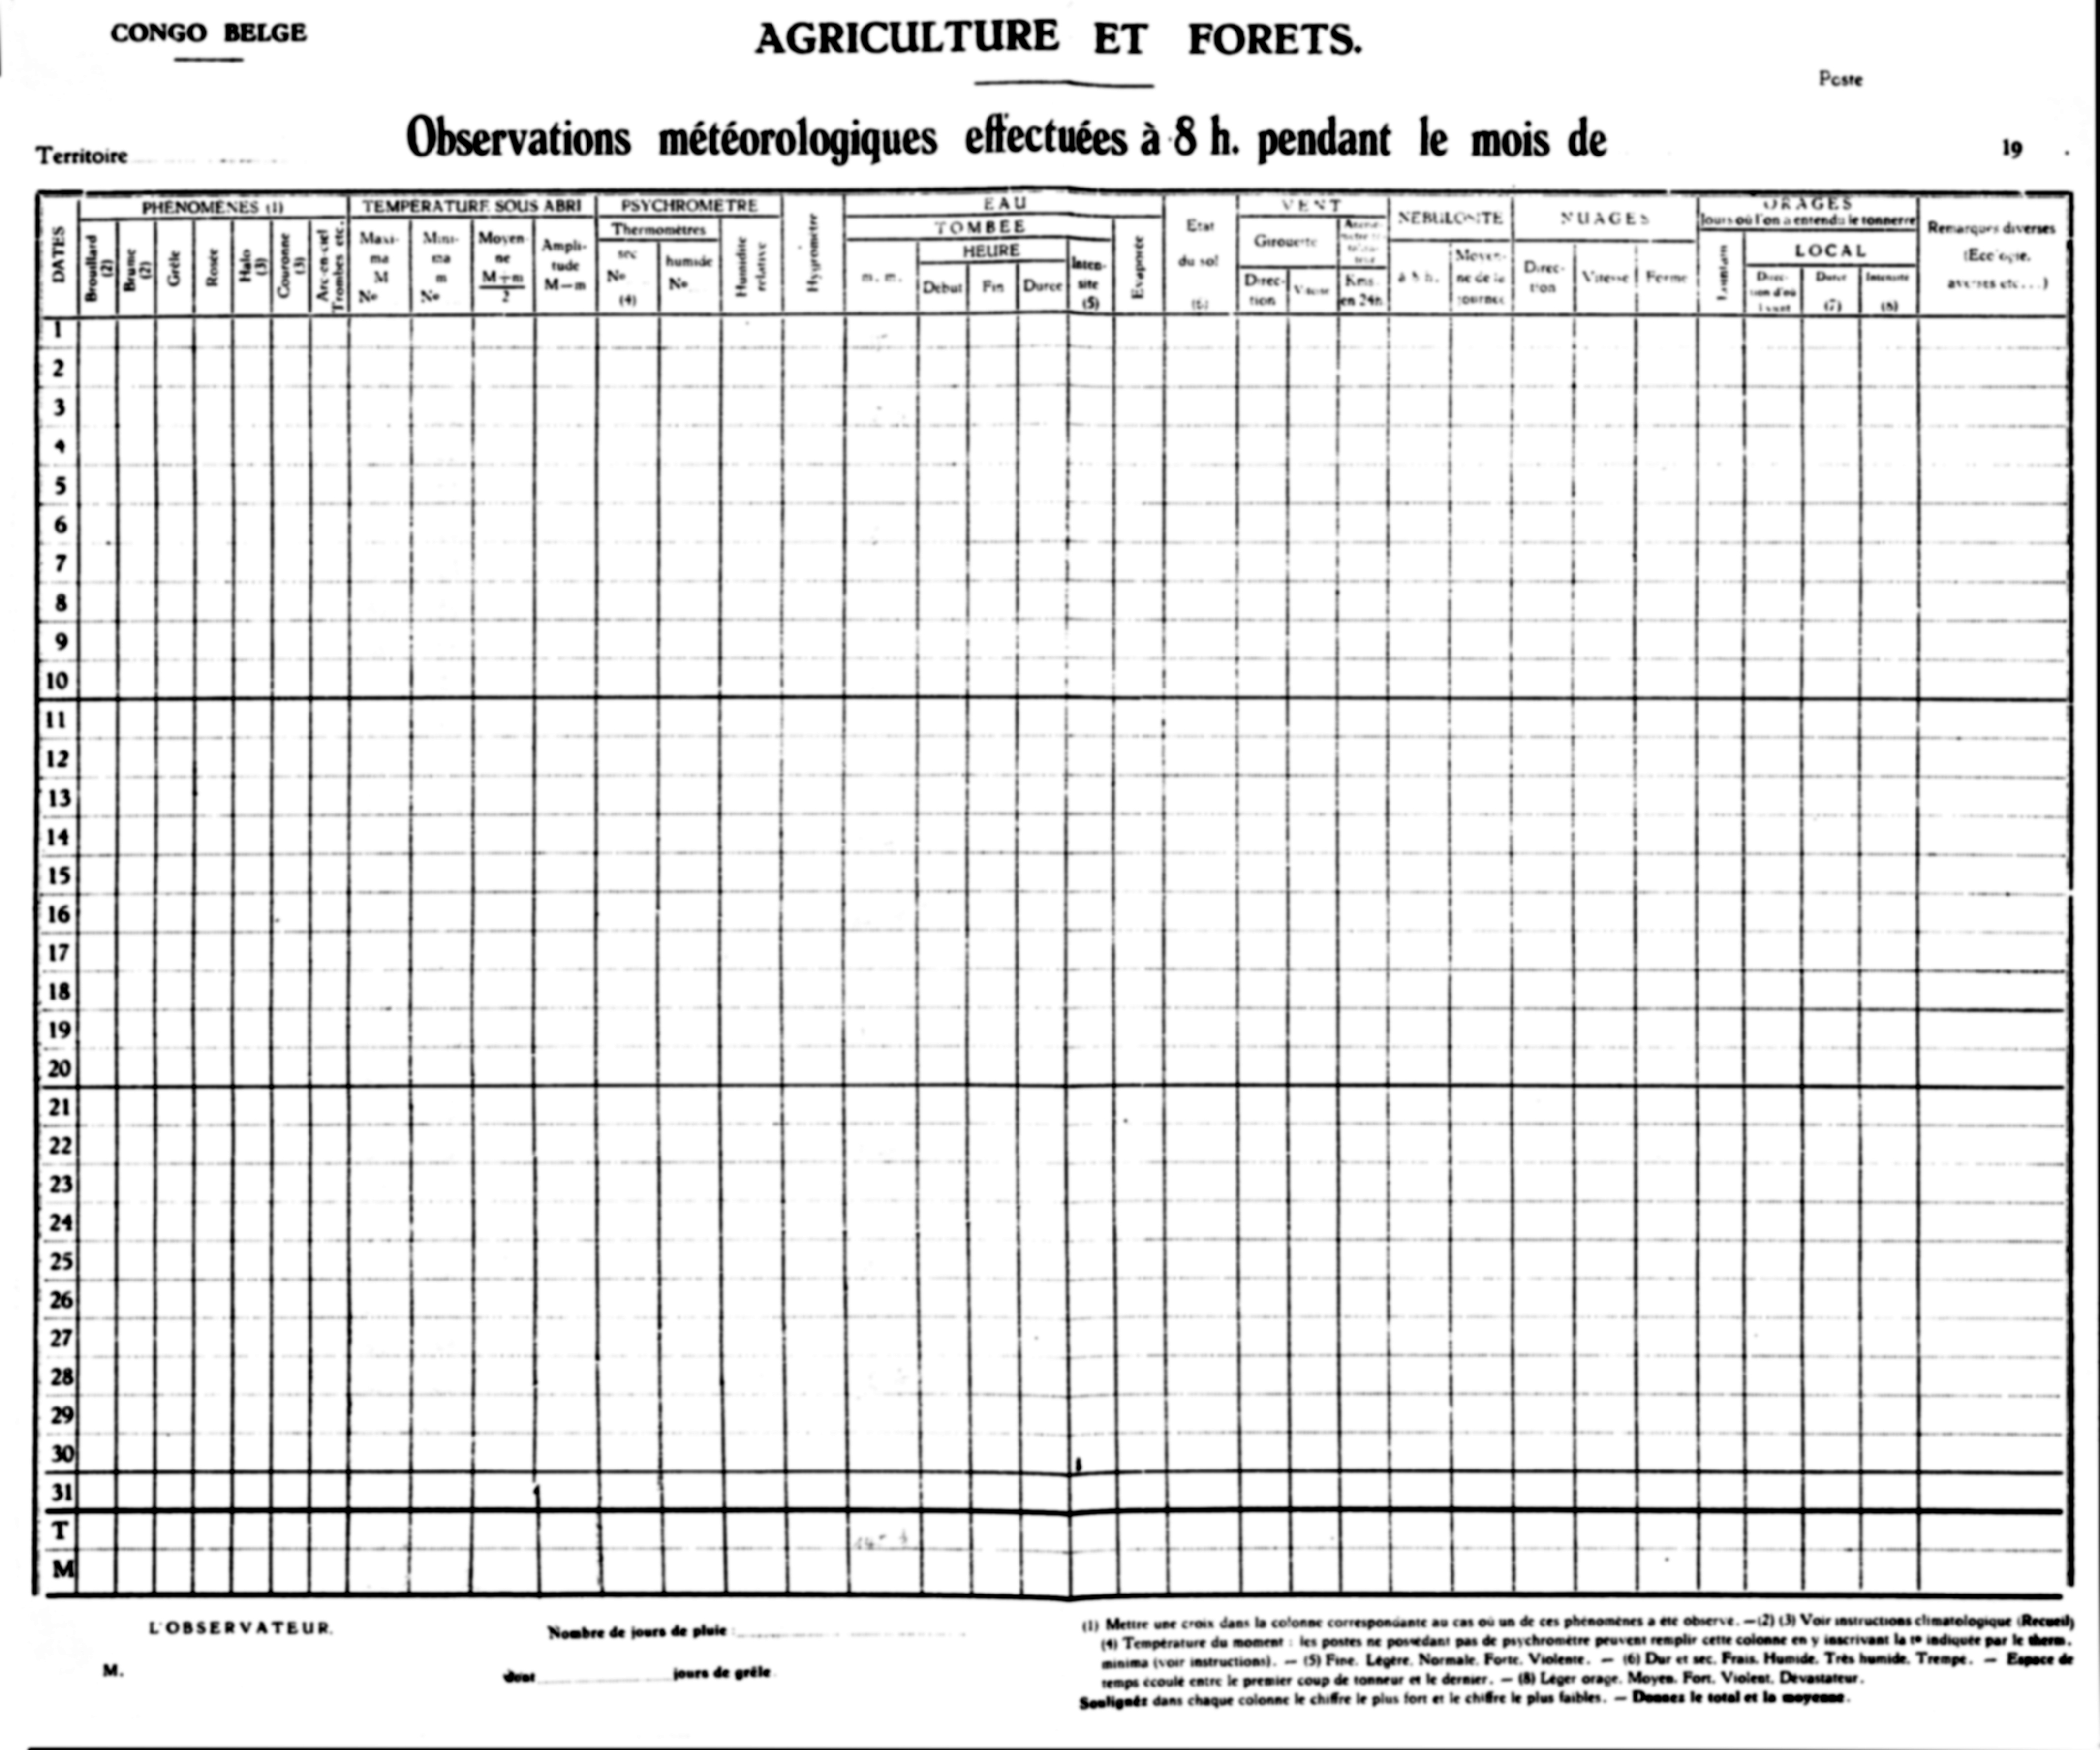 CONGO BELGE
AGRICULTURE ET FORETS.
Poste
Territoire
Observations météorologiques effectuées à 8 h. pendant le mois de
19
DATES
PHENOMÈNES (1)
Brouillard (2)
Brume (2)
Grêle
Rosée
Halo (3)
Couronne (3)
Arc-en-ciel Trombes etc.
TEMPERATURE SOUS ABRI
Maxima M No
Minima m No
Moyenne M+m 2
Amplitude M—m
PSYCHROMETRE
Thermomètres
sec No (4)
humide No
Humidité relative
Hygromètre
EAU
TOMBEE
m. m.
HEURE
Début
Fin
Durée
Intensité (5)
Evaporée
Etat du sol (6)
VENT
Girouette
Direction
Vitesse
Kms en 24h
NEBULOSITE
à 8 h.
Moyenne de la journée
NUAGES
Direction
Vitesse
Forme
ORAGES
Jours où l'on a entendu le tonnerre
Lointain
LOCAL
Direction d'où
Durée (7)
Intensité (8)
Remarques diverses
(Ecologie,
averses etc...)
1
2
3
4
5
6
7
8
9
10
11
12
13
14
15
16
17
18
19
20
21
22
23
24
25
26
27
28
29
30
31
T
M
L'OBSERVATEUR.
M.
Nombre de jours de pluie :
dont jours de grêle
(1) Mettre une croix dans la colonne correspondante au cas où un de ces phénomènes a été observé. —(2) (3) Voir instructions climatologique (Recueil)
(4) Température du moment : les postes ne possédant pas de psychromètre peuvent remplir cette colonne en y inscrivant la t° indiquée par le therm.
minima (voir instructions). — (5) Fine, Légère, Normale, Forte, Violente. — (6) Dur et sec, Frais, Humide, Très humide, Trempé. — Espace de
temps écoulé entre le premier coup de tonneur et le dernier. — (8) Léger orage, Moyen, Fort, Violent, Dévastateur.
Soulignéz dans chaque colonne le chiffre le plus fort et le chiffre le plus faibles. — Donnez le total et la moyenne.